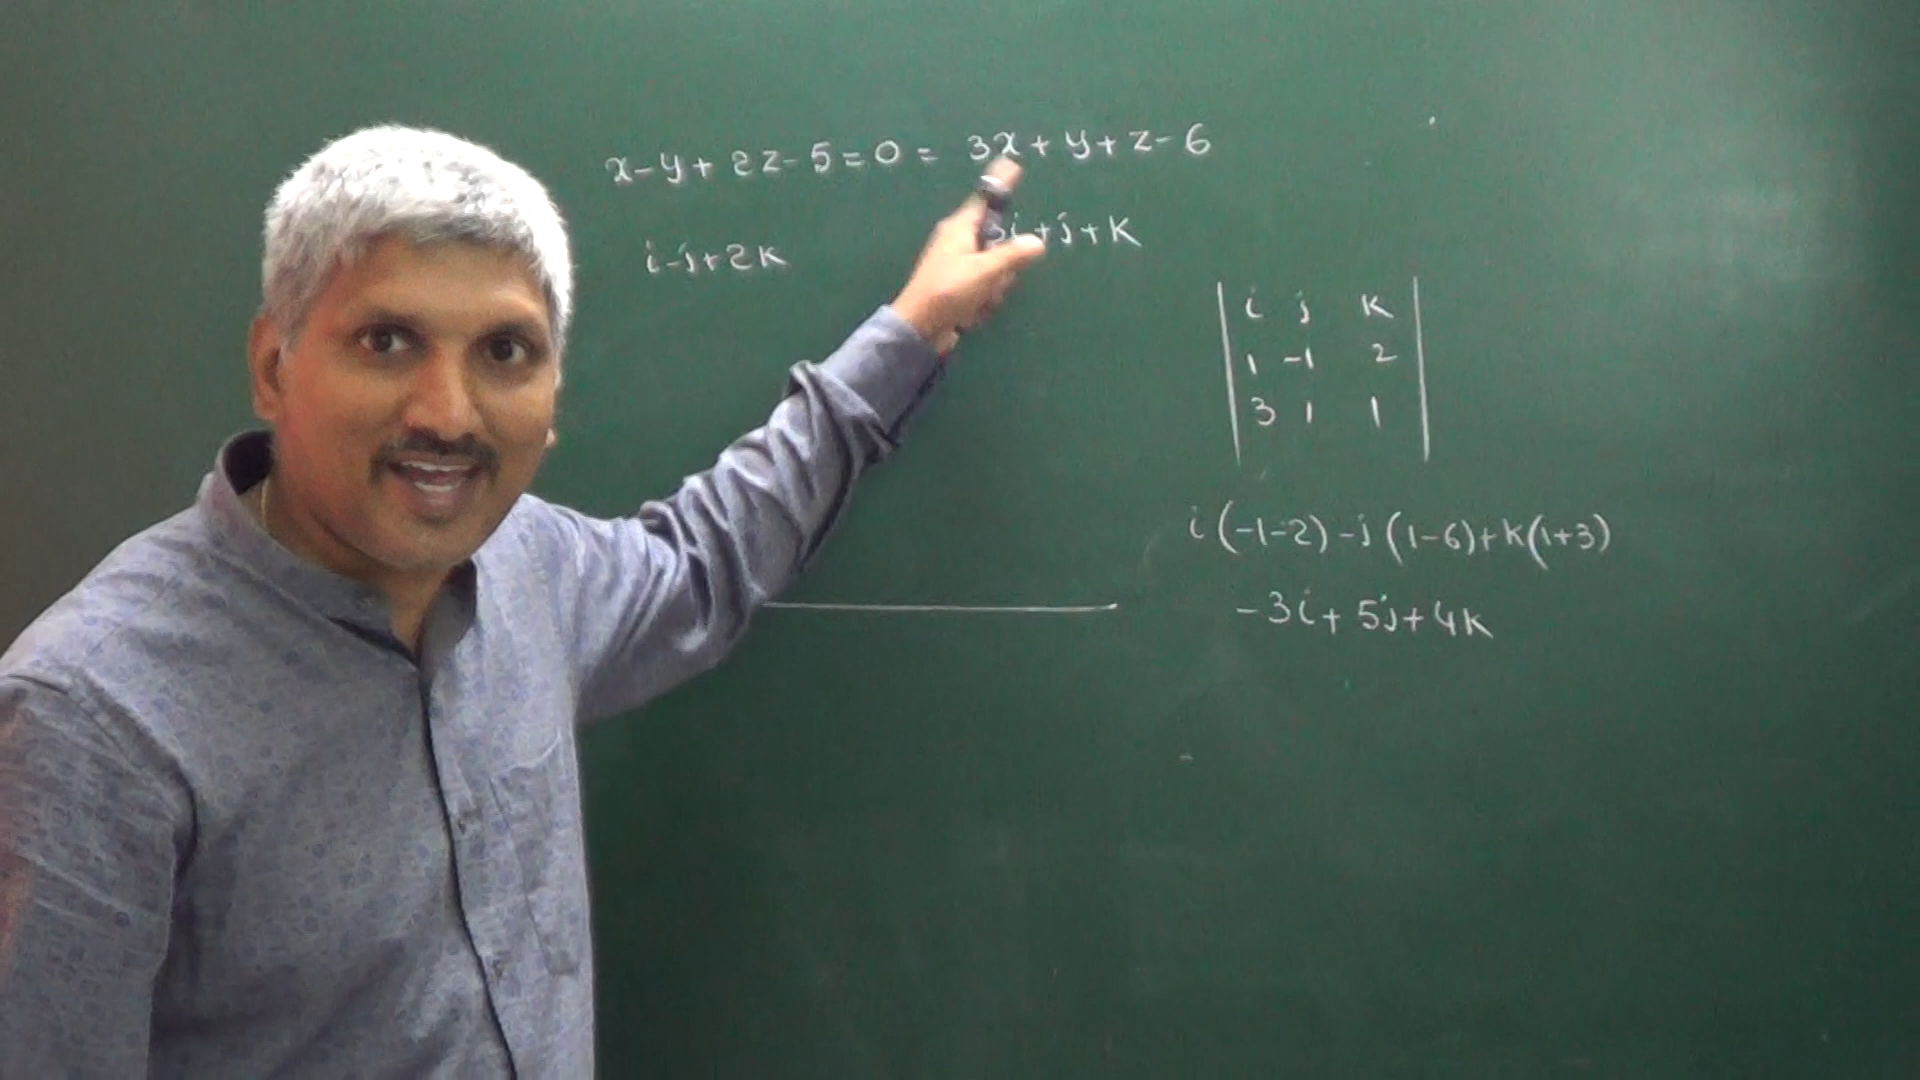 x-y+2z-5=0= 3x+y+z-6
i-j+2k 3i+j+k
i j k
1 -1 2
3 1 1
i(-1-2)-j(1-6)+k(1+3)
-3i+5j+4k